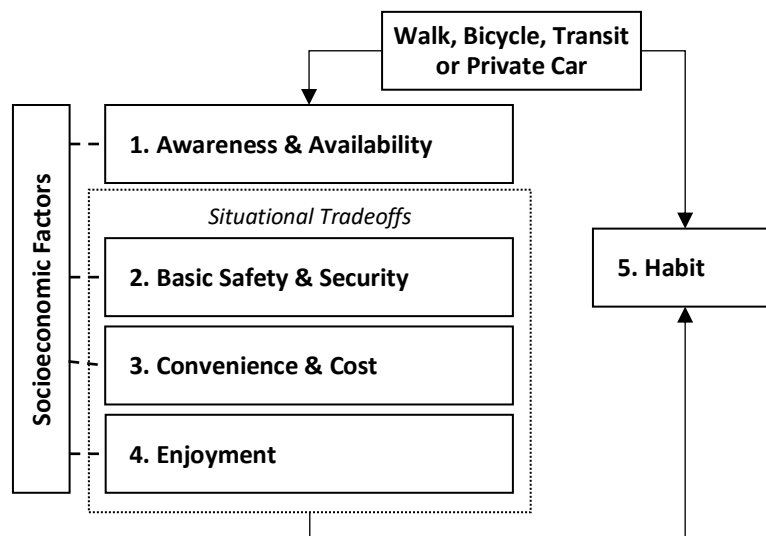 Walk, Bicycle, Transit
or Private Car
1. Awareness & Availability
Socioeconomic Factors
Situational Tradeoffs
2. Basic Safety & Security
5. Habit
3. Convenience & Cost
4. Enjoyment